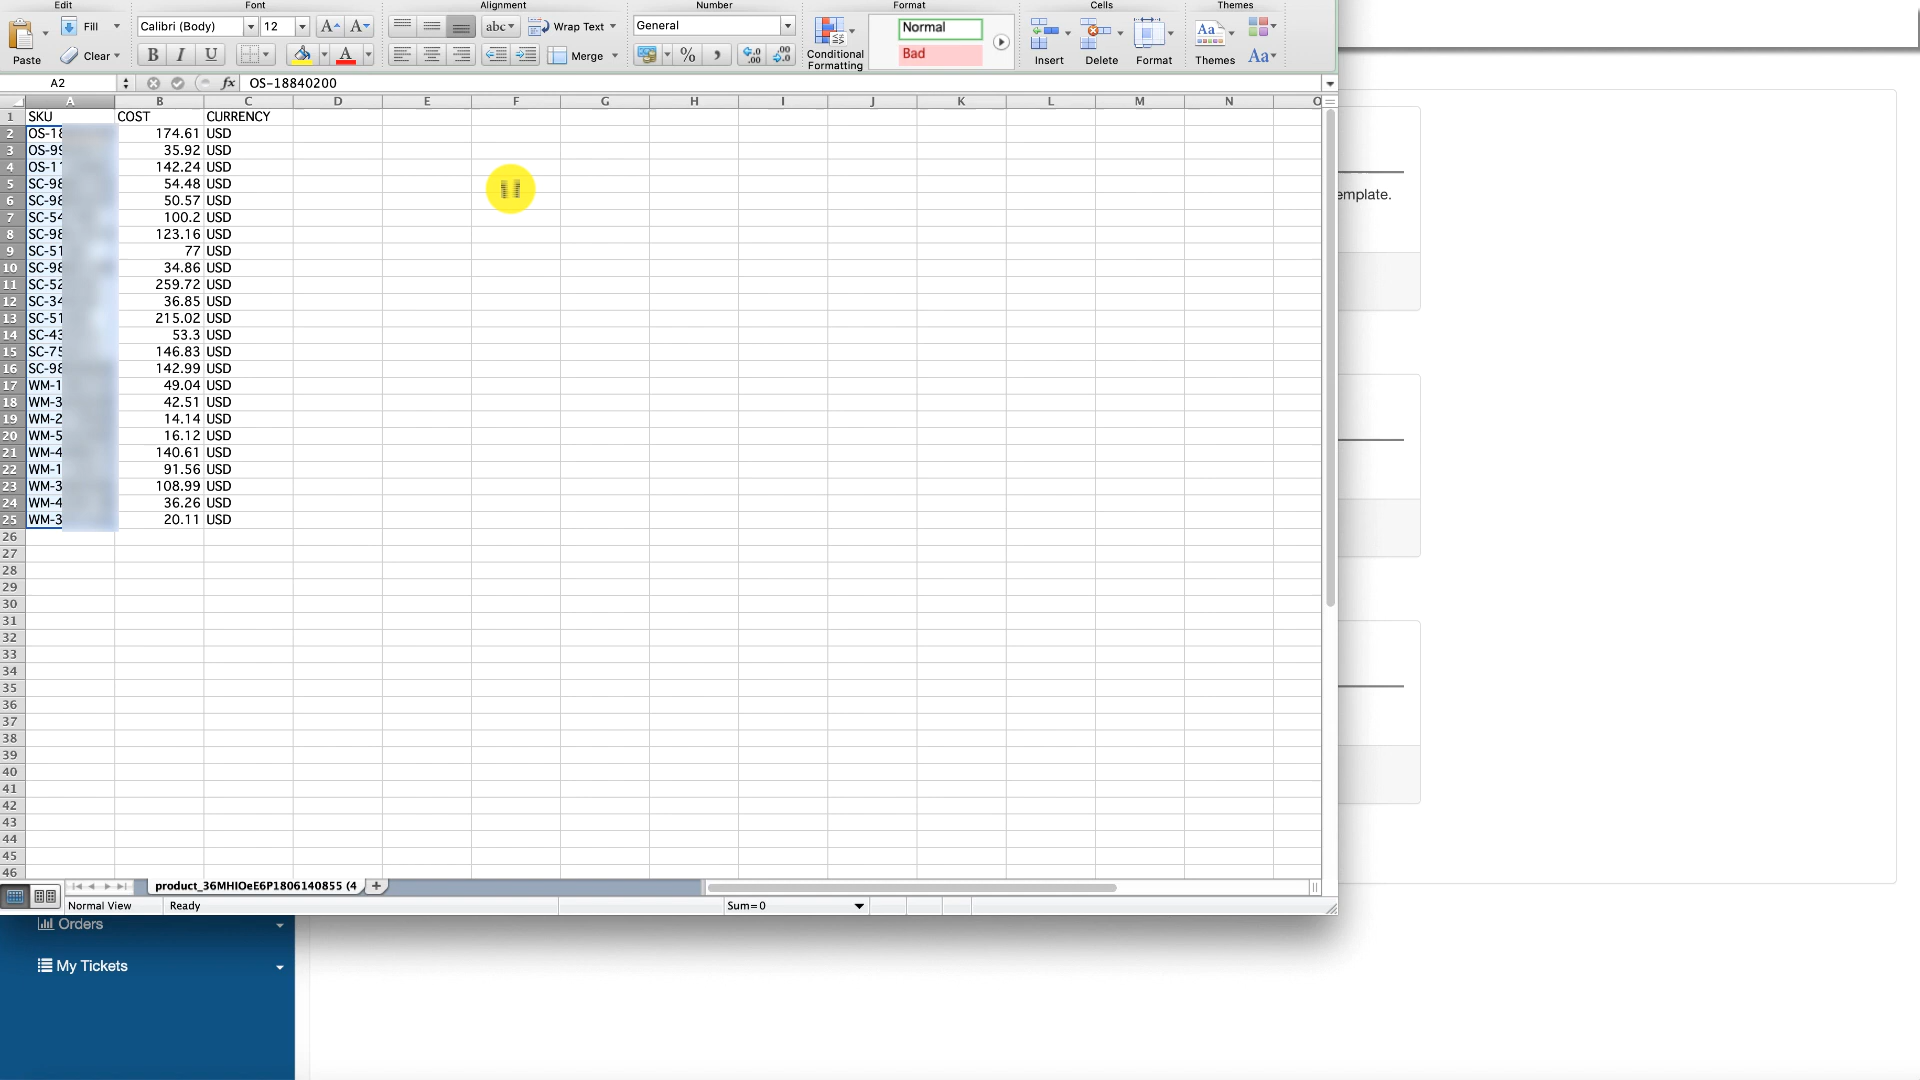 Edit Font Alignment Number Format Cells Themes
Fill Calibri (Body) 12 A A abc Wrap Text General Normal Aa
Paste Clear B I U A Merge % , .0 .00 .00 .0 Conditional Formatting Bad Insert Delete Format Themes Aa
A2 fx OS-18840200
A B C D E F G H I J K L M N O
1 SKU COST CURRENCY
2 OS-18 174.61 USD
3 OS-99 35.92 USD
4 OS-1 142.24 USD
5 SC-98 54.48 USD
6 SC-98 50.57 USD
7 SC-54 100.2 USD
8 SC-98 123.16 USD
9 SC-51 77 USD
10 SC-98 34.86 USD
11 SC-52 259.72 USD
12 SC-34 36.85 USD
13 SC-51 215.02 USD
14 SC-43 53.3 USD
15 SC-75 146.83 USD
16 SC-98 142.99 USD
17 WM-1 49.04 USD
18 WM-3 42.51 USD
19 WM-2 14.14 USD
20 WM-5 16.12 USD
21 WM-4 140.61 USD
22 WM-1 91.56 USD
23 WM-3 108.99 USD
24 WM-4 36.26 USD
25 WM-3 20.11 USD
26
27
28
29
30
31
32
33
34
35
36
37
38
39
40
41
42
43
44
45
46
product_36MHIOeE6P1806140855 (4 +
Normal View Ready Sum=0
emplate.
Orders
My Tickets